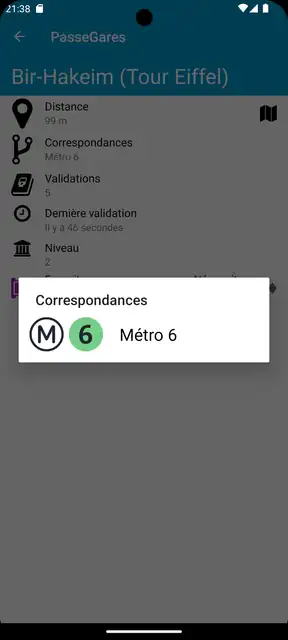 21:38
PasseGares
Bir-Hakeim (Tour Eiffel)
Distance
99 m
Correspondances
Métro 6
Validations
5
Dernière validation
Il y a 46 secondes
Niveau
2
Correspondances
M 6 Métro 6